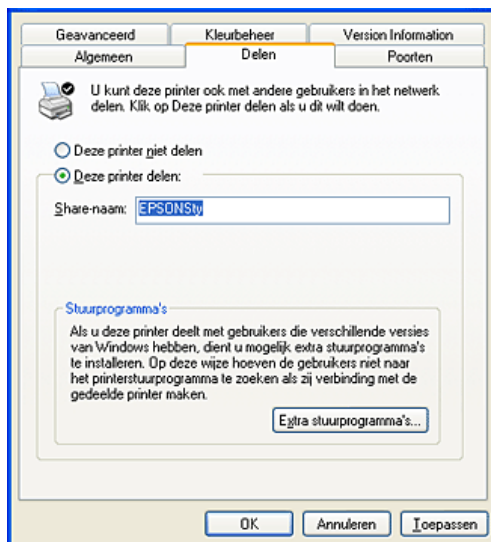 Geavanceerd Kleurbeheer Version Information
Algemeen Delen Poorten
U kunt deze printer ook met andere gebruikers in het netwerk
delen. Klik op Deze printer delen als u dit wilt doen.
Deze printer niet delen
Deze printer delen:
Share-naam: EPSONSty
Stuurprogramma's
Als u deze printer deelt met gebruikers die verschillende versies
van Windows hebben, dient u mogelijk extra stuurprogramma's
te installeren. Op deze wijze hoeven de gebruikers niet naar
het printerstuurprogramma te zoeken als zij verbinding met de
gedeelde printer maken.
Extra stuurprogramma's...
OK Annuleren Toepassen